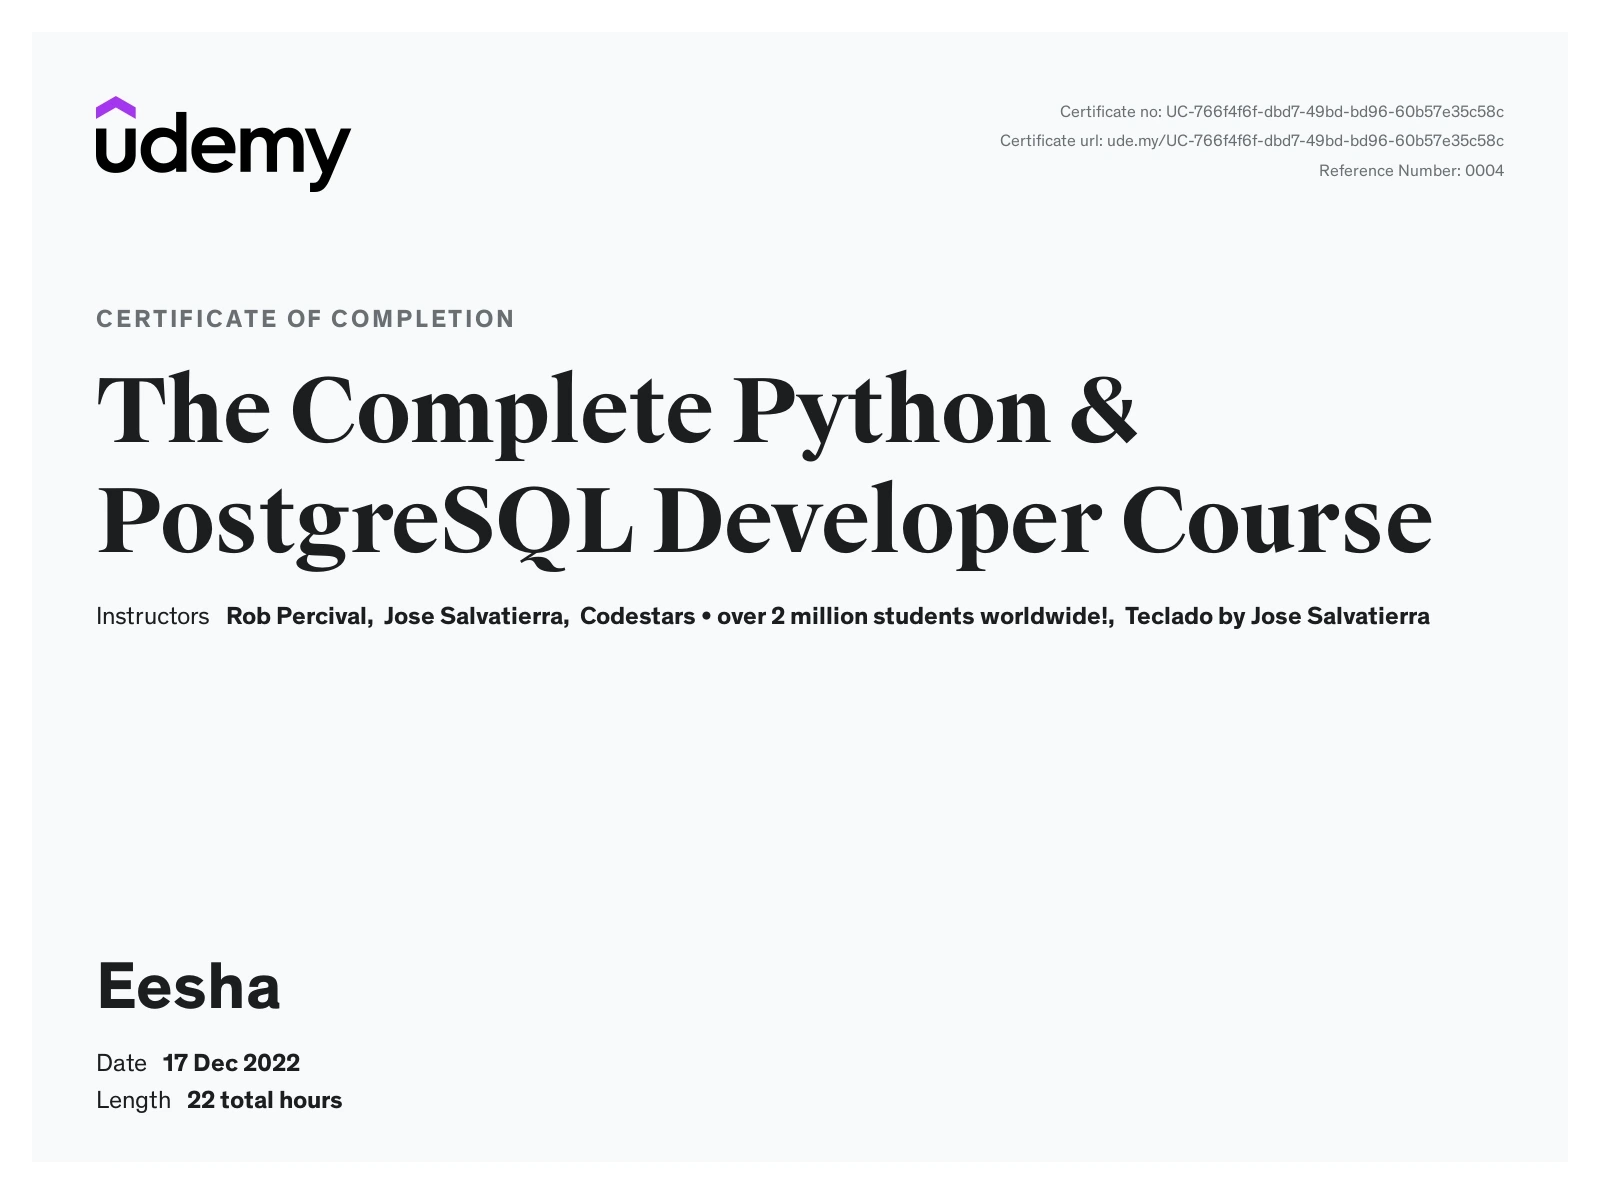 udemy
Certificate no: UC-766f4f6f-dbd7-49bd-bd96-60b57e35c58c
Certificate url: ude.my/UC-766f4f6f-dbd7-49bd-bd96-60b57e35c58c
Reference Number: 0004
CERTIFICATE OF COMPLETION
The Complete Python &
PostgreSQL Developer Course
Instructors Rob Percival, Jose Salvatierra, Codestars • over 2 million students worldwide!, Teclado by Jose Salvatierra
Eesha
Date 17 Dec 2022
Length 22 total hours